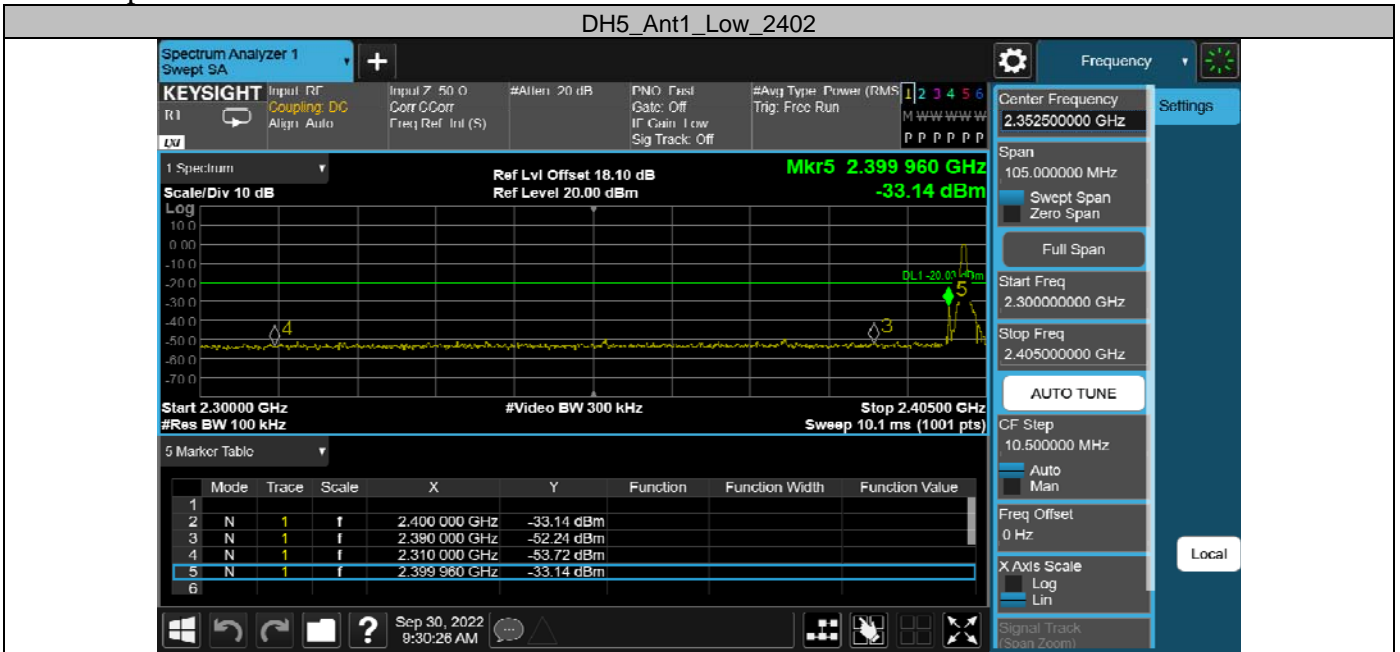 DH5_Ant1_Low_2402
Spectrum Analyzer 1
Swept SA
Frequency
KEYSIGHT
R1
LXI
Input: RF
Coupling: DC
Align: Auto
Input Z: 50 Ω
Corr CCorr
Freq Ref: Int (S)
#Atten: 20 dB
PNO: Fast
Gate: Off
IF Gain: Low
Sig Track: Off
#Avg Type: Power (RMS
Trig: Free Run
1 2 3 4 5 6
M W W W W W
P P P P P P
Center Frequency
2.352500000 GHz
Settings
Span
105.000000 MHz
Swept Span
Zero Span
Full Span
Start Freq
2.300000000 GHz
Stop Freq
2.405000000 GHz
AUTO TUNE
CF Step
10.500000 MHz
Auto
Man
Freq Offset
0 Hz
X Axis Scale
Log
Lin
Signal Track
(Span Zoom)
Local
1 Spectrum
Scale/Div 10 dB
Ref Lvl Offset 18.10 dB
Ref Level 20.00 dBm
Mkr5 2.399 960 GHz
-33.14 dBm
Log
10.0
0.00
-10.0
-20.0
-30.0
-40.0
-50.0
-60.0
-70.0
DL1 -20.03 dBm
5
4
3
Start 2.30000 GHz
#Video BW 300 kHz
Stop 2.40500 GHz
#Res BW 100 kHz
Sweep 10.1 ms (1001 pts)
5 Marker Table
Mode Trace Scale X Y Function Function Width Function Value
1
2 N 1 f 2.400 000 GHz -33.14 dBm
3 N 1 f 2.390 000 GHz -52.24 dBm
4 N 1 f 2.310 000 GHz -53.72 dBm
5 N 1 f 2.399 960 GHz -33.14 dBm
6
Sep 30, 2022
9:30:26 AM